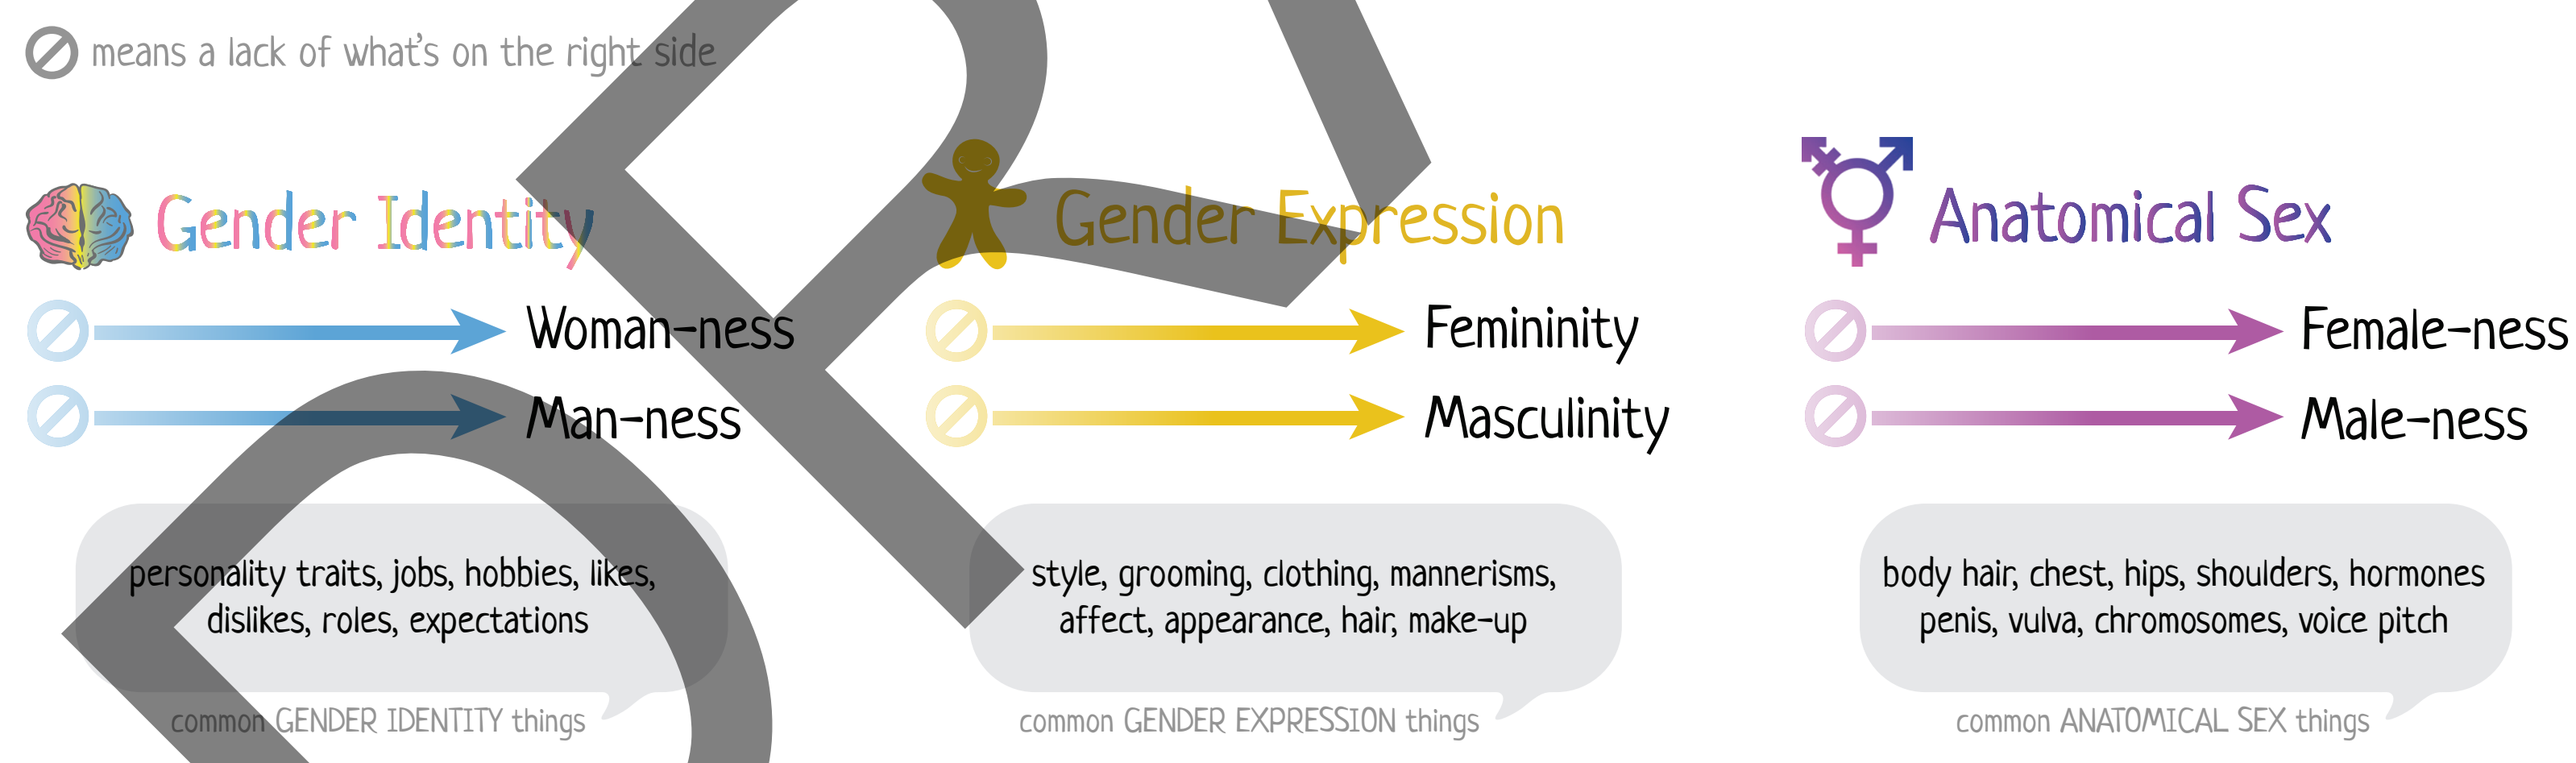 means a lack of what's on the right side
Gender Identity
Woman-ness
Man-ness
personality traits, jobs, hobbies, likes,
dislikes, roles, expectations
common GENDER IDENTITY things
Gender Expression
Femininity
Masculinity
style, grooming, clothing, mannerisms,
affect, appearance, hair, make-up
common GENDER EXPRESSION things
Anatomical Sex
Female-ness
Male-ness
body hair, chest, hips, shoulders, hormones
penis, vulva, chromosomes, voice pitch
common ANATOMICAL SEX things